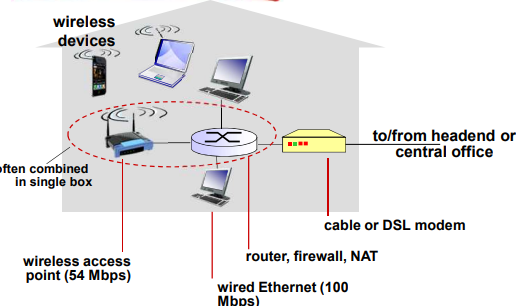 wireless
devices
to/from headend or
central office
often combined
in single box
cable or DSL modem
router, firewall, NAT
wireless access
point (54 Mbps)
wired Ethernet (100
Mbps)